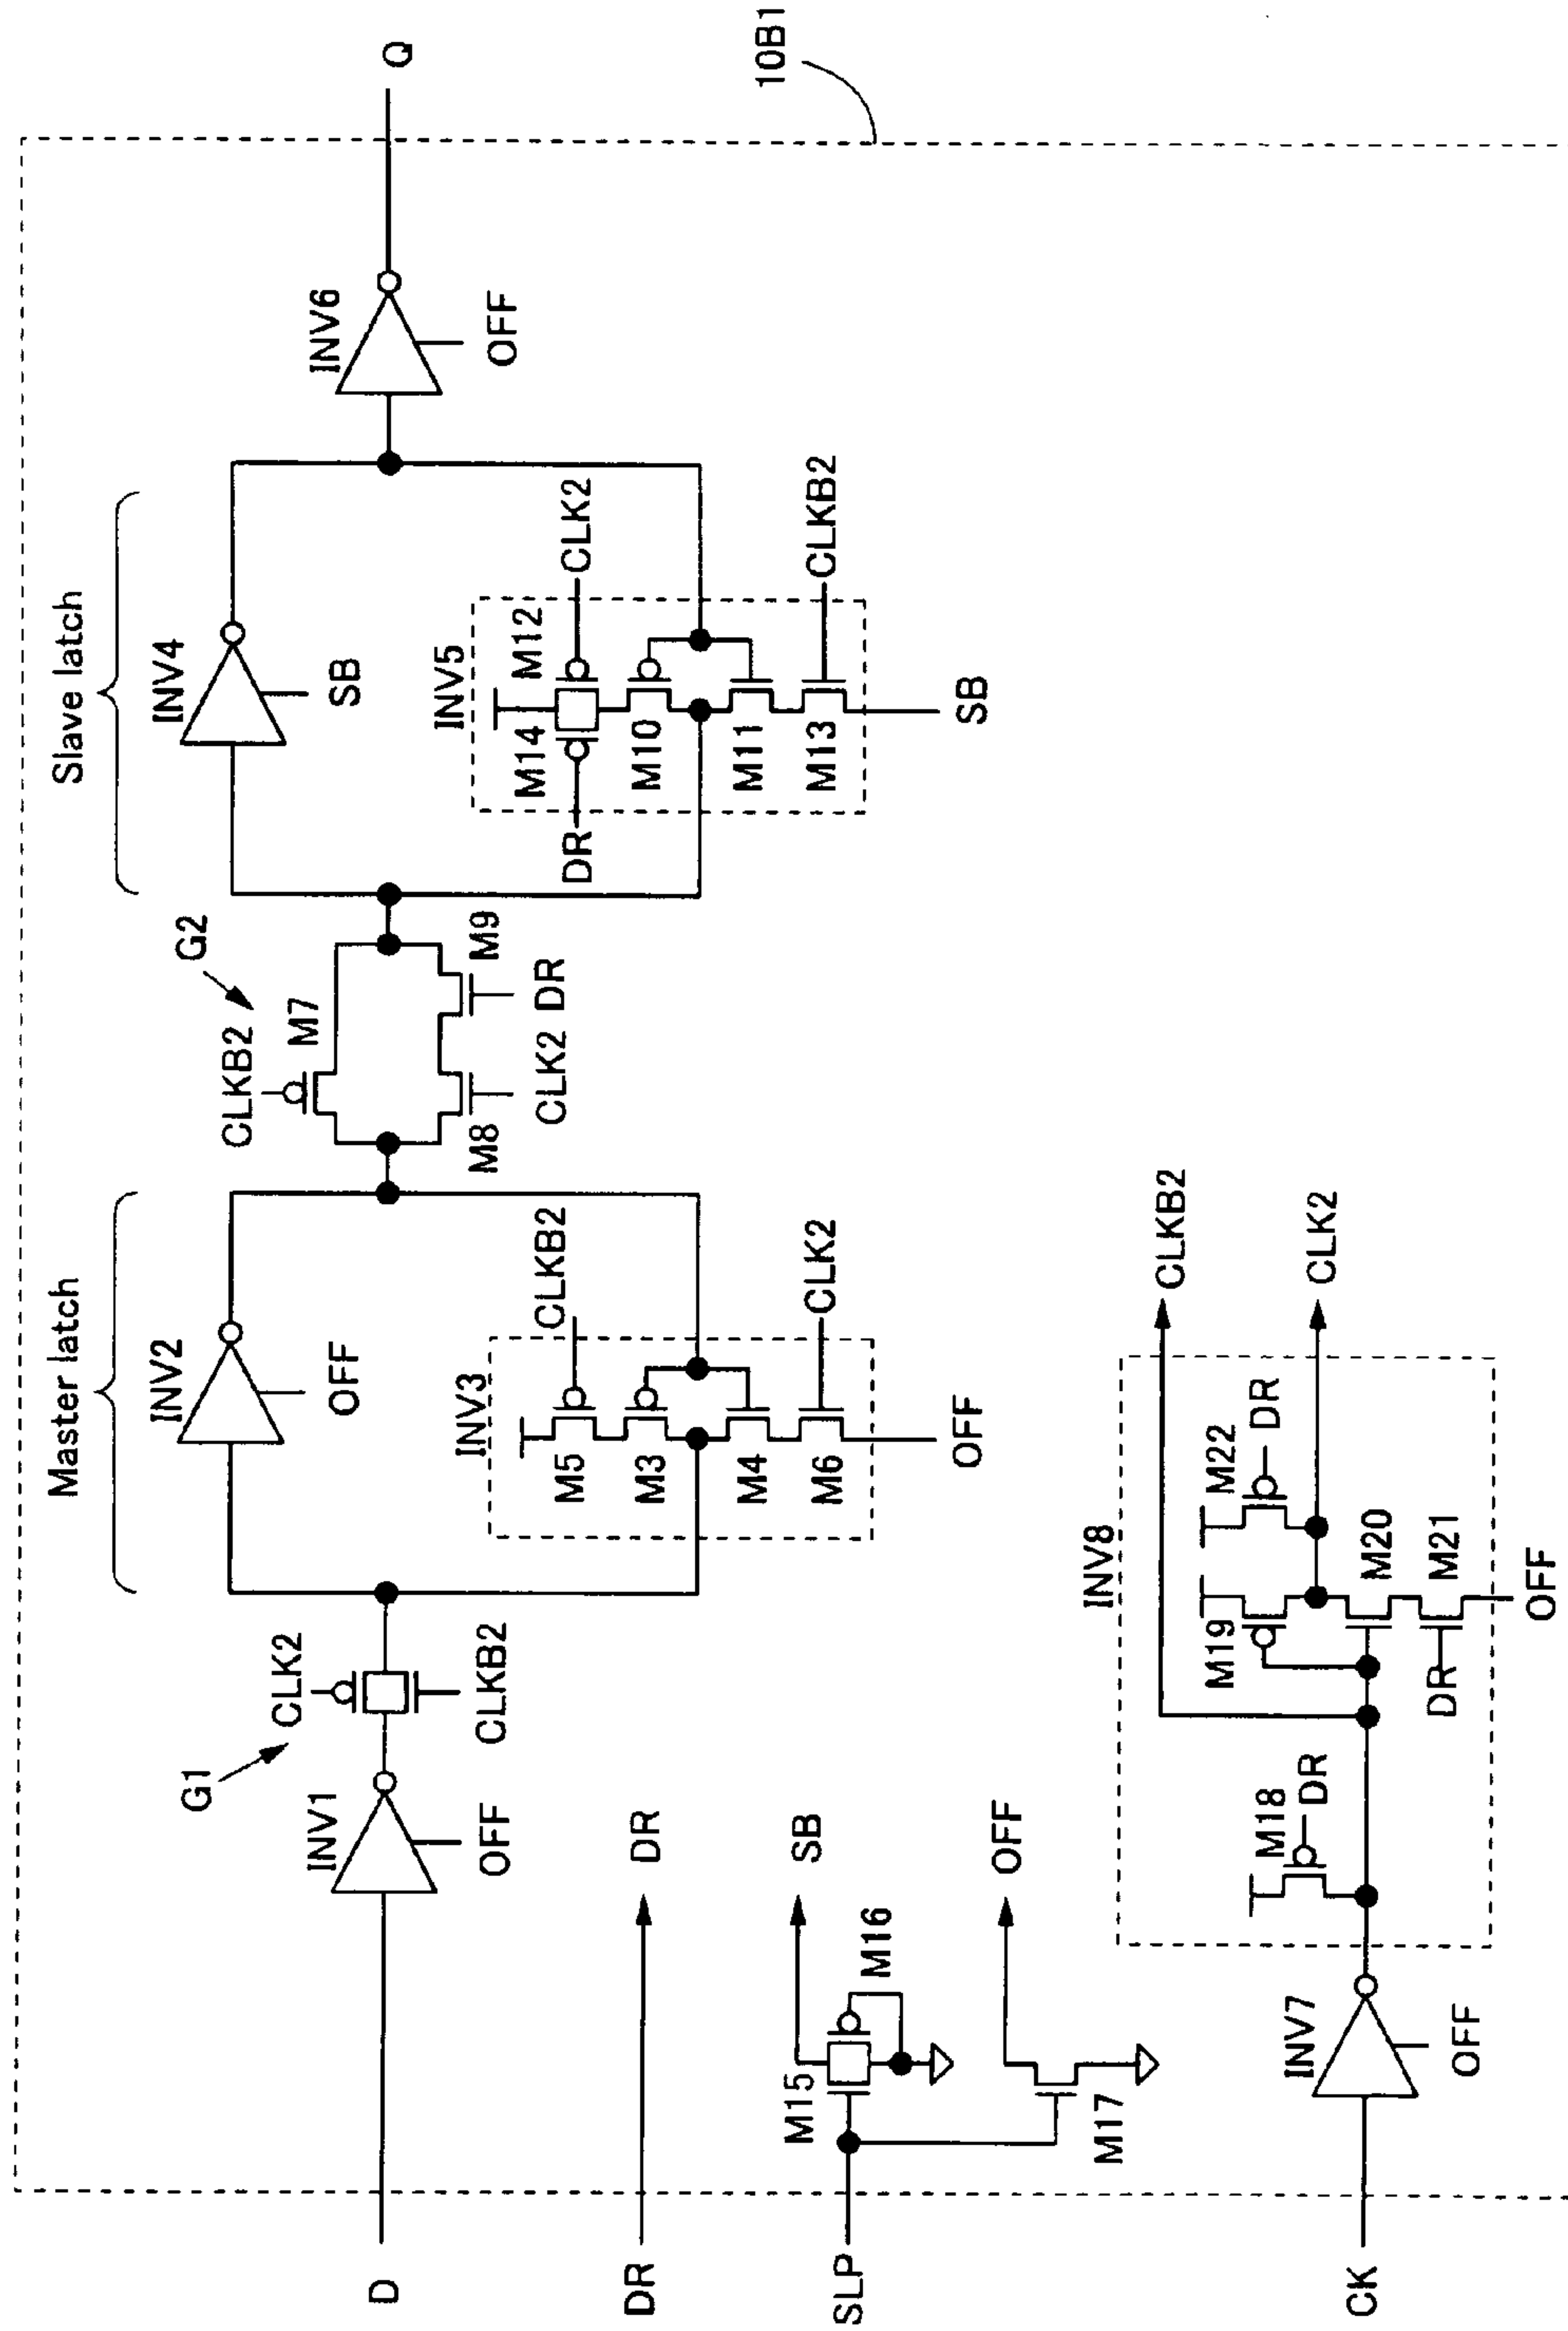 10B1
Slave latch
Master latch
INV4
SB
INV2
OFF
G2
CLKB2
M7
M9
M8
CLK2
DR
INV6
OFF
Q
G1
CLK2
CLKB2
INV1
OFF
D
INV5
M14
M12
CLK2
DR
M10
M11
M13
CLKB2
SB
INV3
M5
CLKB2
M3
M4
M6
CLK2
OFF
DR
DR
SLP
M15
M16
SB
M17
OFF
CK
INV7
OFF
INV8
M18
DR
M19
M22
DR
M20
M21
DR
OFF
CLKB2
CLK2